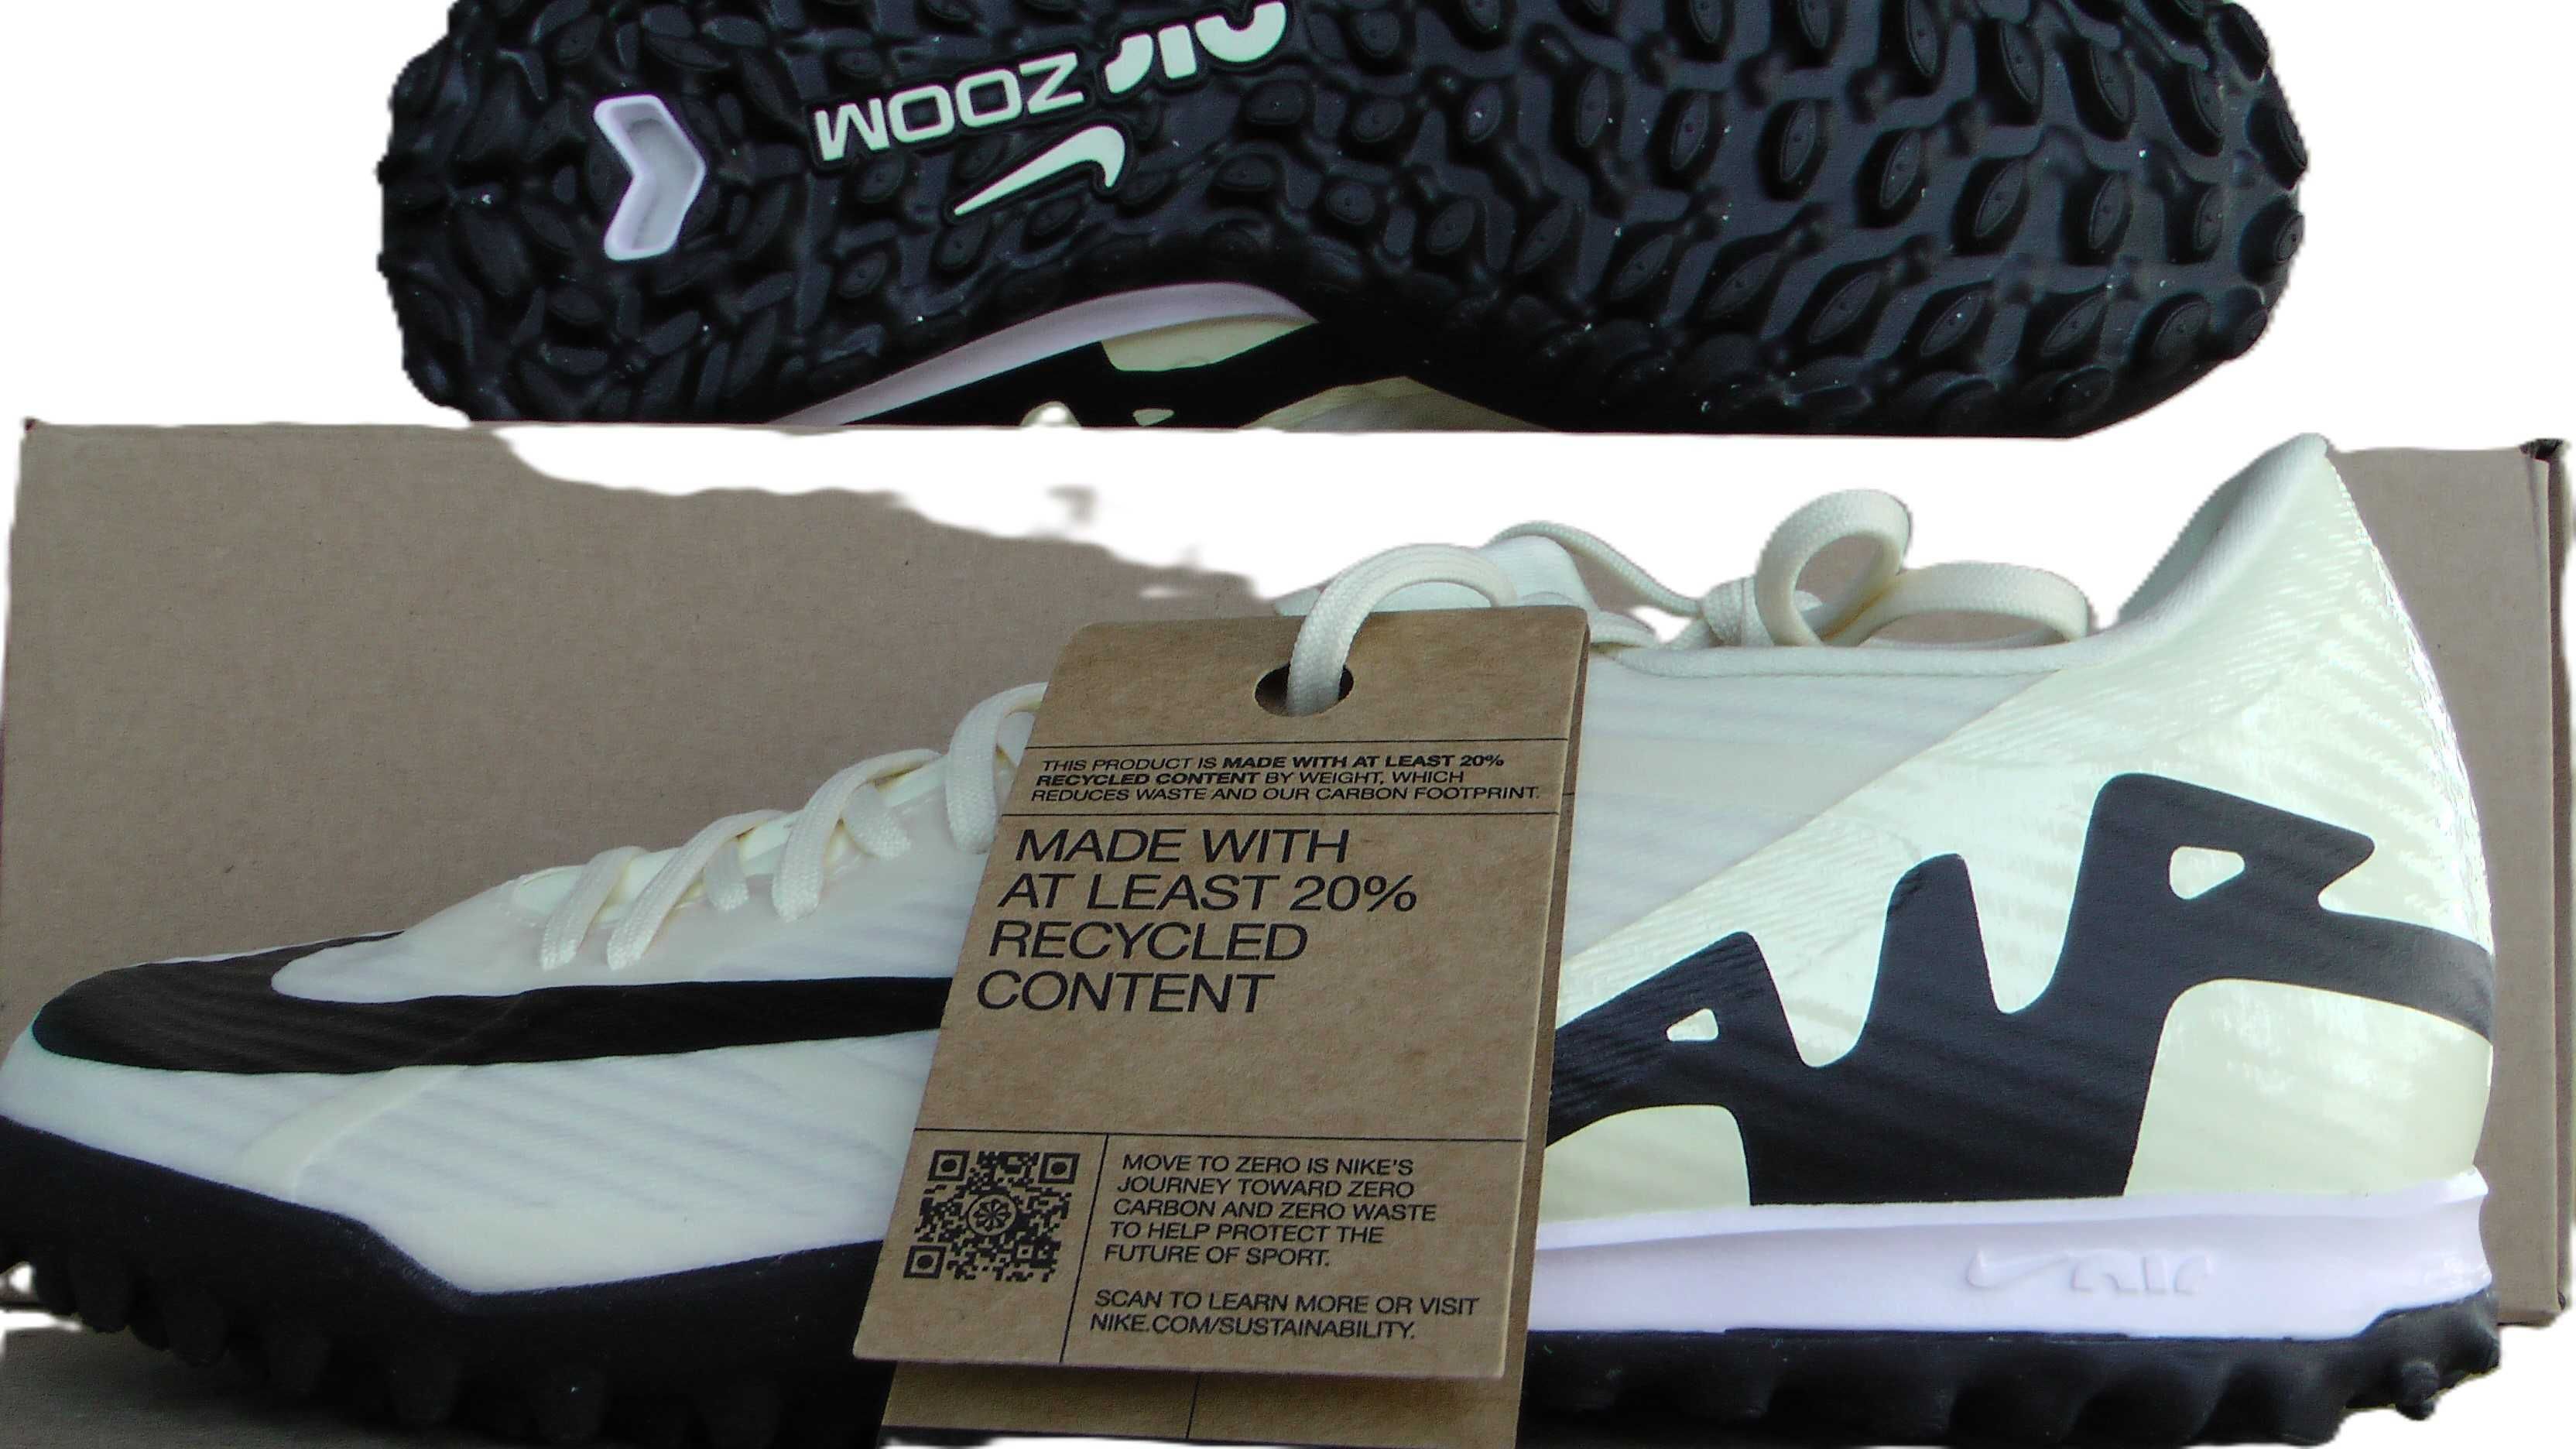 AIR
ZOOM
THIS PRODUCT IS MADE WITH AT LEAST 20%
RECYCLED CONTENT BY WEIGHT, WHICH
REDUCES WASTE AND OUR CARBON FOOTPRINT.
MADE WITH
AT LEAST 20%
RECYCLED
CONTENT
MOVE TO ZERO IS NIKE'S
JOURNEY TOWARD ZERO
CARBON AND ZERO WASTE
TO HELP PROTECT THE
FUTURE OF SPORT.
SCAN TO LEARN MORE OR VISIT
NIKE.COM/SUSTAINABILITY.
AIR